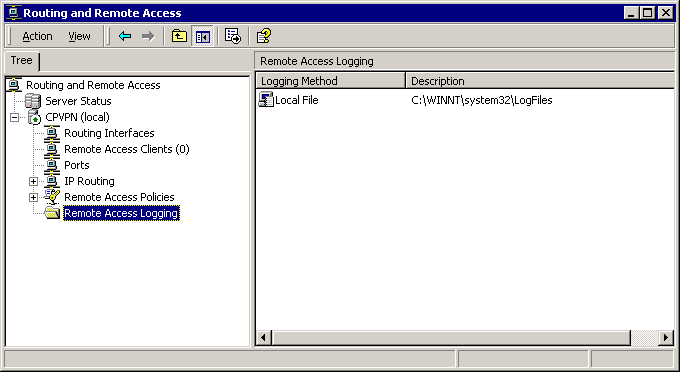 Routing and Remote Access
Action View
Tree
Remote Access Logging
Routing and Remote Access
Server Status
CPVPN (local)
Routing Interfaces
Remote Access Clients (0)
Ports
IP Routing
Remote Access Policies
Remote Access Logging
Logging Method Description
Local File C:\WINNT\system32\LogFiles